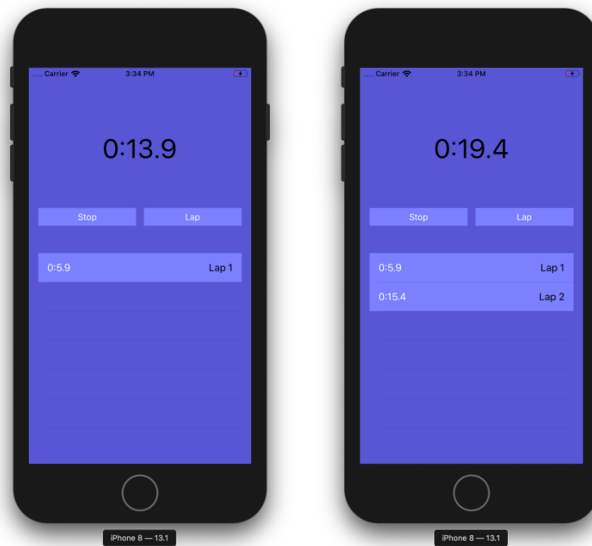 Carrier 3:34 PM
0:13.9
Stop Lap
0:5.9 Lap 1
iPhone 8 — 13.1
Carrier 3:34 PM
0:19.4
Stop Lap
0:5.9 Lap 1
0:15.4 Lap 2
iPhone 8 — 13.1